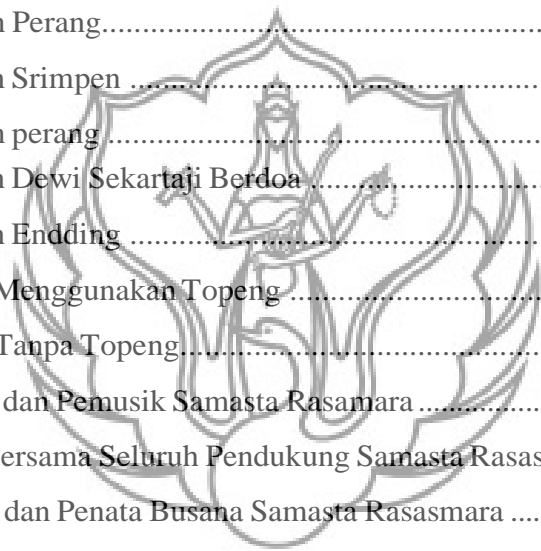 n Perang..............................................................
n Srimpen ..........................................................
n perang .............................................................
n Dewi Sekartaji Berdoa ....................................
n Endding ..........................................................
Menggunakan Topeng .......................................
Tanpa Topeng....................................................
dan Pemusik Samasta Rasamara .......................
ersama Seluruh Pendukung Samasta Rasas
dan Penata Busana Samasta Rasasmara ....